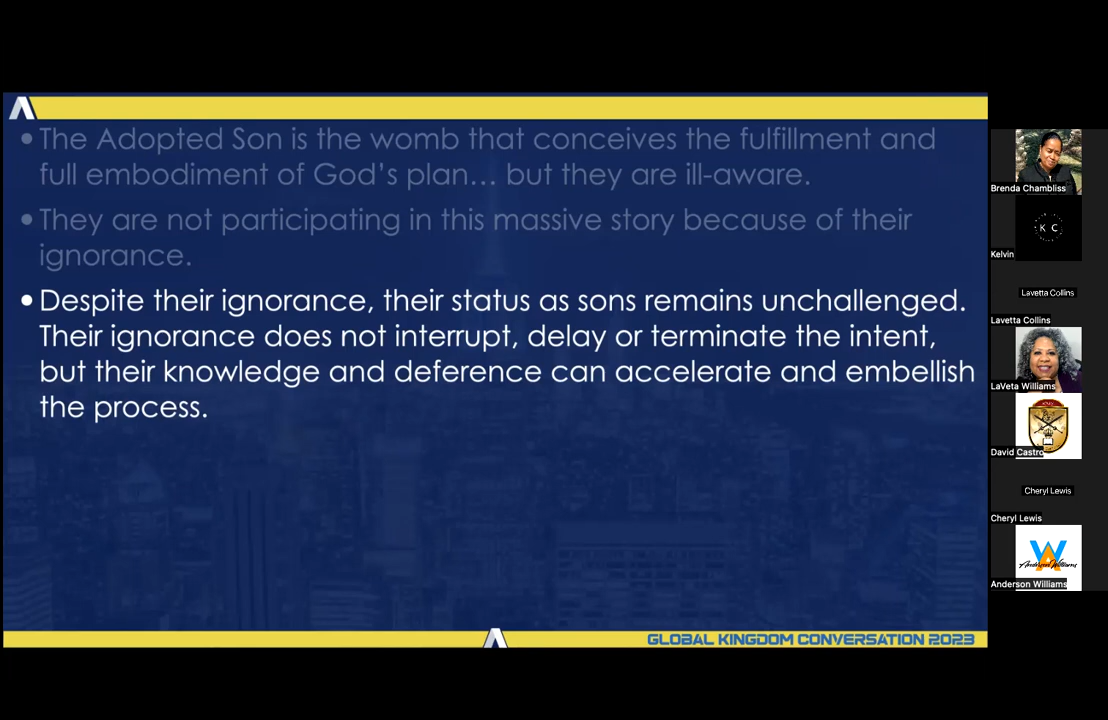 • The Adopted Son is the womb that conceives the fulfillment and
full embodiment of God's plan... but they are ill-aware.
• They are not participating in this massive story because of their
ignorance.
• Despite their ignorance, their status as sons remains unchallenged.
Their ignorance does not interrupt, delay or terminate the intent,
but their knowledge and deference can accelerate and embellish
the process.
GLOBAL KINGDOM CONVERSATION 2023
Brenda Chambliss
K C
Kelvin
Lavetta Collins
Lavetta Collins
LaVeta Williams
David Castro
Cheryl Lewis
Cheryl Lewis
Anderson Williams
Anderson Williams